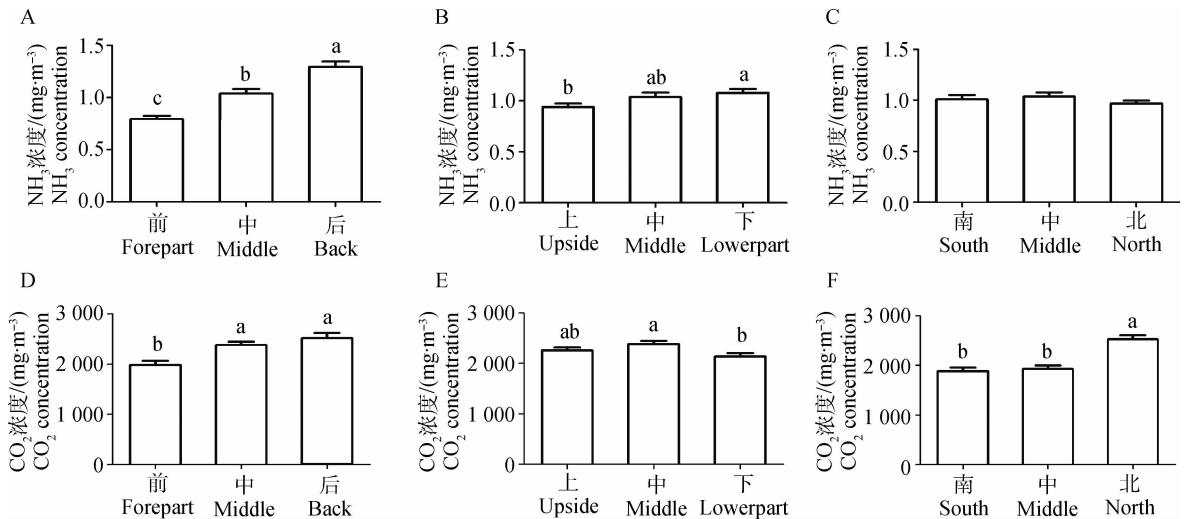 A
NH₃浓度/(mg·m⁻³)
NH₃ concentration
1.5
1.0
0.5
0.0
c
b
a
前
中
后
Forepart
Middle
Back
B
NH₃浓度/(mg·m⁻³)
NH₃ concentration
1.5
1.0
0.5
0.0
b
ab
a
上
中
下
Upside
Middle
Lowerpart
C
NH₃浓度/(mg·m⁻³)
NH₃ concentration
1.5
1.0
0.5
0.0
南
中
北
South
Middle
North
D
CO₂浓度/(mg·m⁻³)
CO₂ concentration
3 000
2 000
1 000
0
b
a
a
前
中
后
Forepart
Middle
Back
E
CO₂浓度/(mg·m⁻³)
CO₂ concentration
3 000
2 000
1 000
0
ab
a
b
上
中
下
Upside
Middle
Lowerpart
F
CO₂浓度/(mg·m⁻³)
CO₂ concentration
3 000
2 000
1 000
0
b
b
a
南
中
北
South
Middle
North